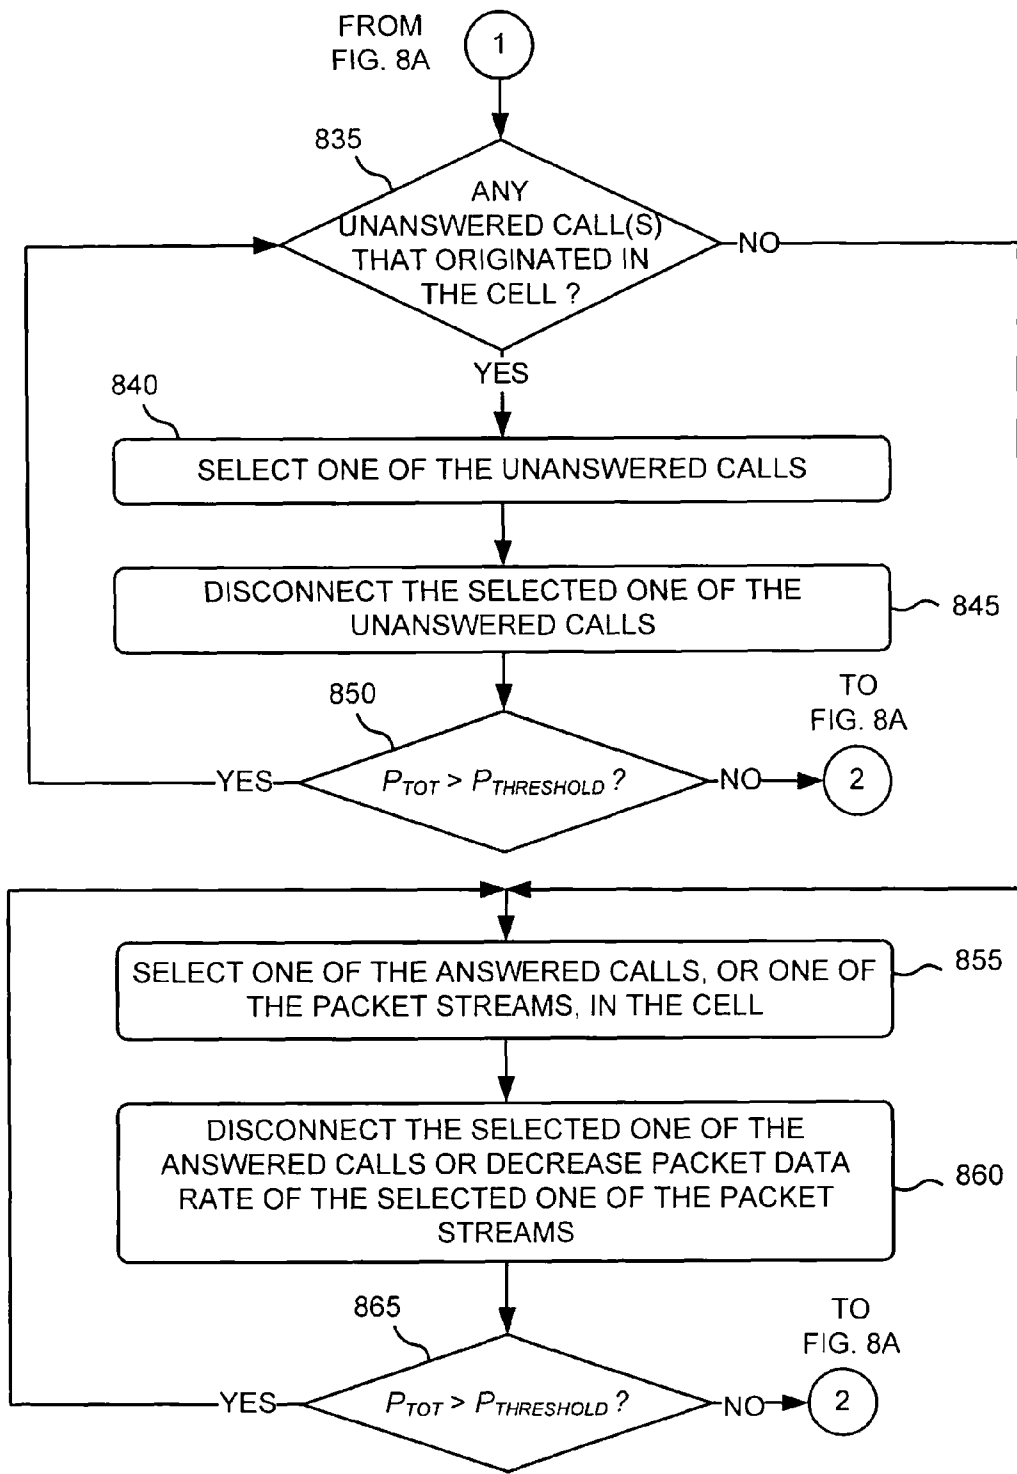 FROM
FIG. 8A
1
835
ANY
UNANSWERED CALL(S)
THAT ORIGINATED IN
THE CELL ?
NO
YES
840
SELECT ONE OF THE UNANSWERED CALLS
DISCONNECT THE SELECTED ONE OF THE
UNANSWERED CALLS
845
850
TO
FIG. 8A
YES
P_TOT > P_THRESHOLD ?
NO
2
SELECT ONE OF THE ANSWERED CALLS, OR ONE OF
THE PACKET STREAMS, IN THE CELL
855
DISCONNECT THE SELECTED ONE OF THE
ANSWERED CALLS OR DECREASE PACKET DATA
RATE OF THE SELECTED ONE OF THE PACKET
STREAMS
860
865
TO
FIG. 8A
YES
P_TOT > P_THRESHOLD ?
NO
2